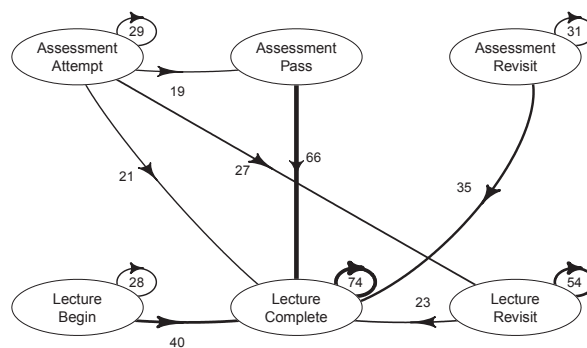 29
31
Assessment
Attempt
Assessment
Pass
Assessment
Revisit
19
66
21
27
35
28
74
54
Lecture
Begin
Lecture
Complete
23
Lecture
Revisit
40